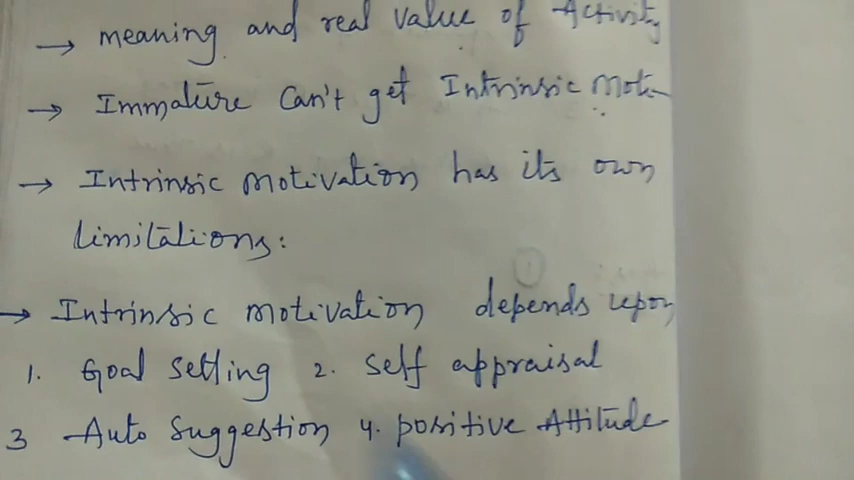 → meaning and real value of Activity
→ Immature can't get Intrinsic Moti-
→ Intrinsic motivation has its own
limitations:
→ Intrinsic motivation depends upon
1. Goal Setting 2. Self appraisal
3 Auto Suggestion 4. positive Attitude